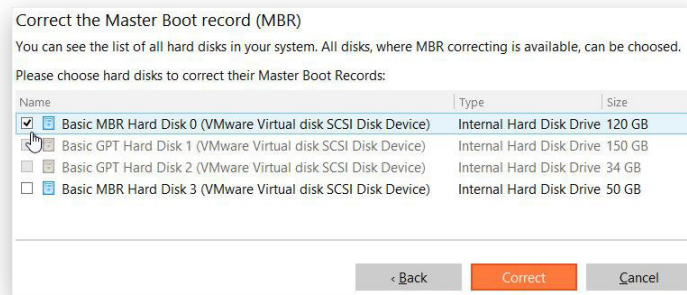 Correct the Master Boot record (MBR)
You can see the list of all hard disks in your system. All disks, where MBR correcting is available, can be choosed.
Please choose hard disks to correct their Master Boot Records:
Name Type Size
Basic MBR Hard Disk 0 (VMware Virtual disk SCSI Disk Device) Internal Hard Disk Drive 120 GB
Basic GPT Hard Disk 1 (VMware Virtual disk SCSI Disk Device) Internal Hard Disk Drive 150 GB
Basic GPT Hard Disk 2 (VMware Virtual disk SCSI Disk Device) Internal Hard Disk Drive 34 GB
Basic MBR Hard Disk 3 (VMware Virtual disk SCSI Disk Device) Internal Hard Disk Drive 50 GB
‹ Back Correct Cancel